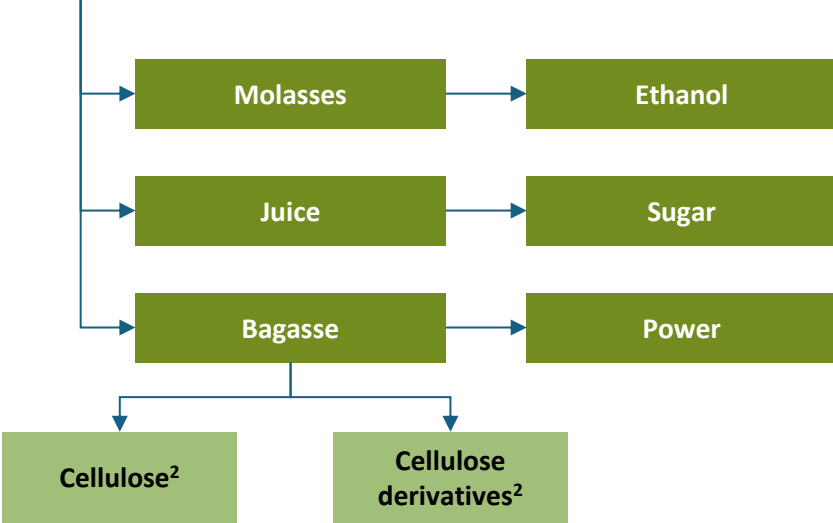 Molasses
Ethanol
Juice
Sugar
Bagasse
Power
Cellulose²
Cellulose
derivatives²